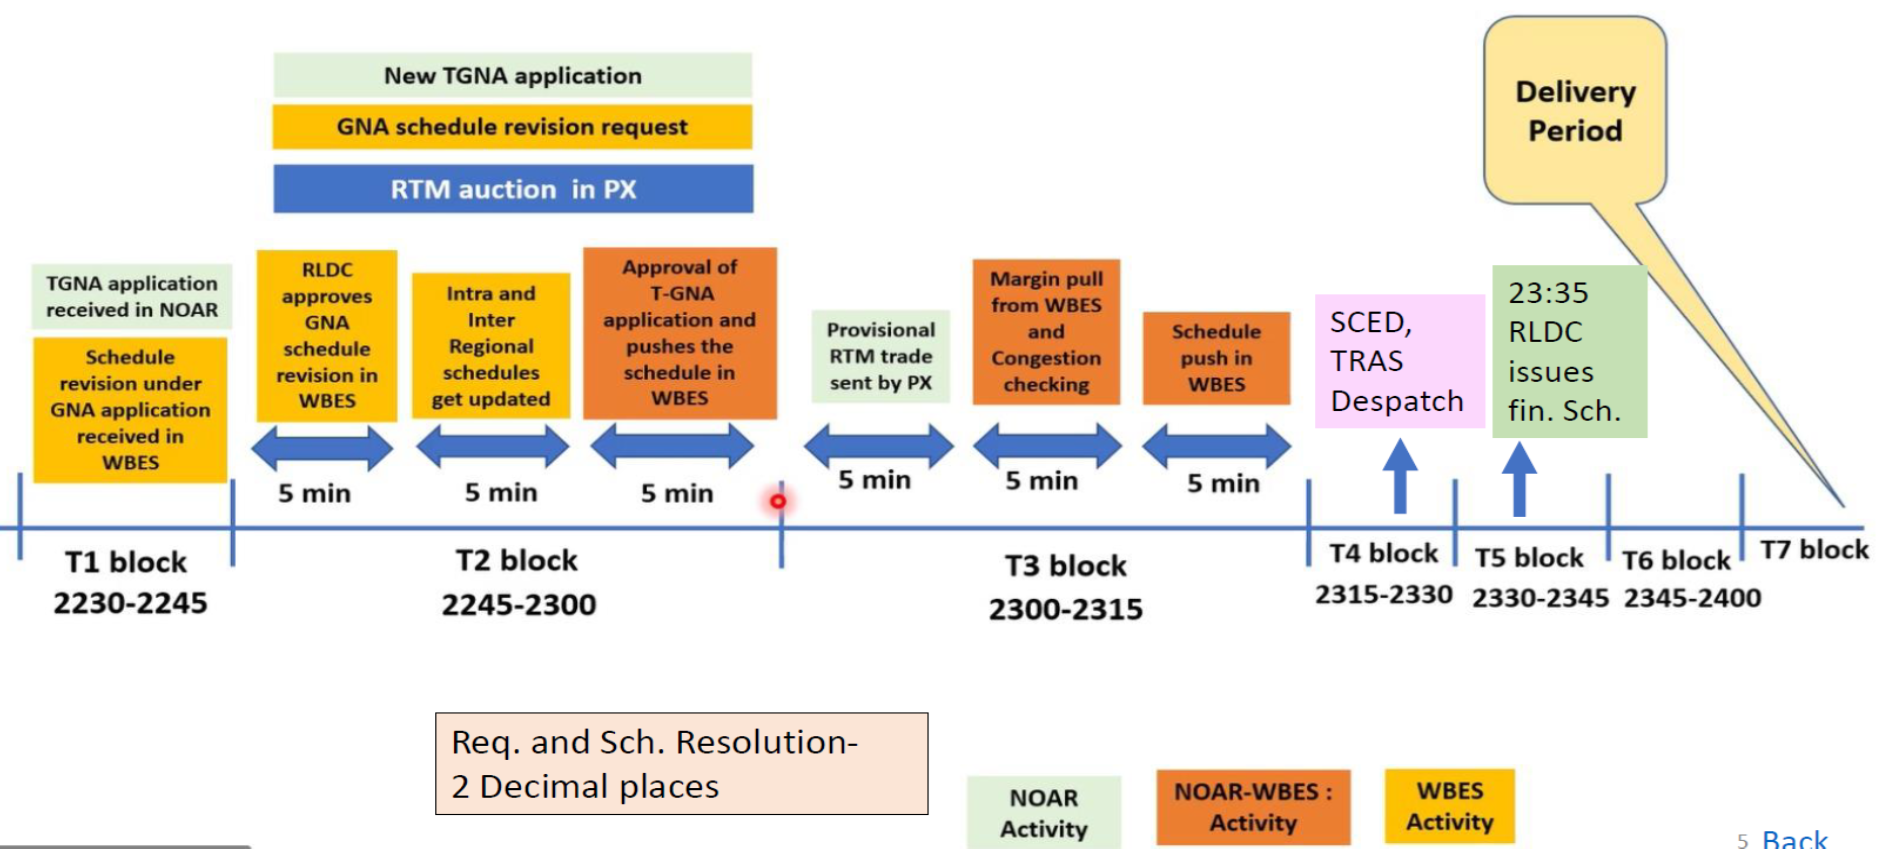 New TGNA application
GNA schedule revision request
RTM auction in PX
Delivery
Period
TGNA application
received in NOAR
Schedule
revision under
GNA application
received in
WBES
RLDC
approves
GNA
schedule
revision in
WBES
Intra and
Inter
Regional
schedules
get updated
Approval of
T-GNA
application and
pushes the
schedule in
WBES
Provisional
RTM trade
sent by PX
Margin pull
from WBES
and
Congestion
checking
Schedule
push in
WBES
SCED,
TRAS
Despatch
23:35
RLDC
issues
fin. Sch.
5 min
5 min
5 min
5 min
5 min
5 min
T1 block
2230-2245
T2 block
2245-2300
T3 block
2300-2315
T4 block
2315-2330
T5 block
2330-2345
T6 block
2345-2400
T7 block
Req. and Sch. Resolution-
2 Decimal places
NOAR
Activity
NOAR-WBES :
Activity
WBES
Activity
5 Back